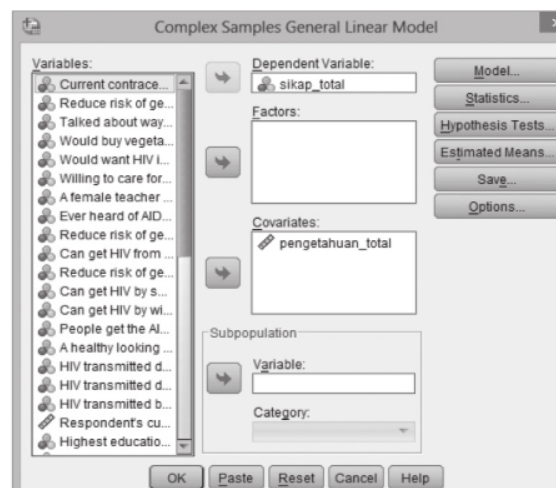 Complex Samples General Linear Model
Variables:
Current contrace...
Reduce risk of ge...
Talked about way...
Would buy vegeta...
Would want HIV i...
Willing to care for...
A female teacher ...
Ever heard of AID...
Reduce risk of ge...
Can get HIV from ...
Reduce risk of ge...
Can get HIV by s...
Can get HIV by wi...
People get the AI...
A healthy looking ...
HIV transmitted d...
HIV transmitted d...
HIV transmitted b...
Respondent's cu...
Highest educatio...
Dependent Variable:
sikap_total
Factors:
Covariates:
pengetahuan_total
Subpopulation
Variable:
Category:
Model...
Statistics...
Hypothesis Tests...
Estimated Means...
Save...
Options...
OK
Paste
Reset
Cancel
Help